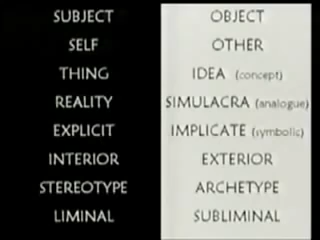 SUBJECT OBJECT
SELF OTHER
THING IDEA (concept)
REALITY SIMULACRA (analogue)
EXPLICIT IMPLICATE (symbolic)
INTERIOR EXTERIOR
STEREOTYPE ARCHETYPE
LIMINAL SUBLIMINAL